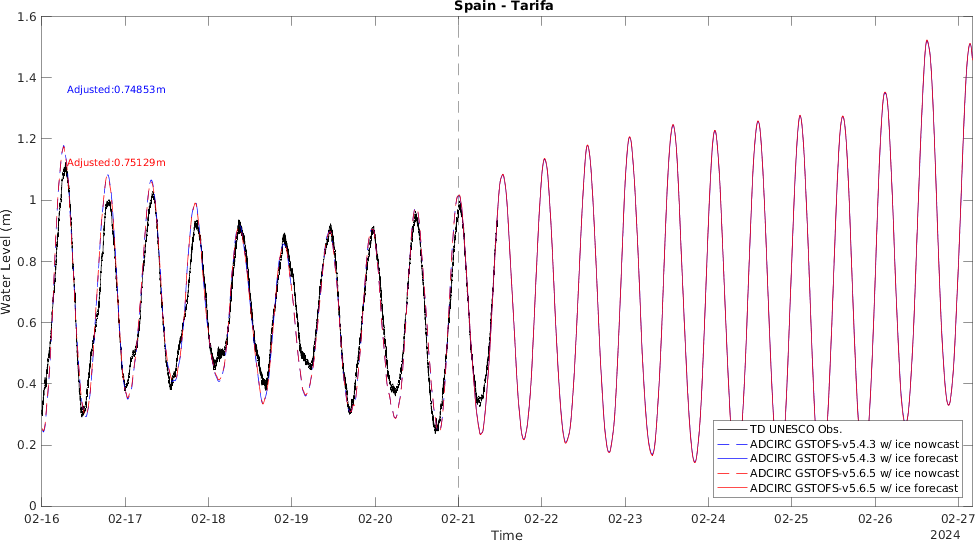 Spain - Tarifa
1.6
1.4
1.2
1
0.8
0.6
0.4
0.2
0
Water Level (m)
Adjusted:0.74853m
Adjusted:0.75129m
TD UNESCO Obs.
ADCIRC GSTOFS-v5.4.3 w/ ice nowcast
ADCIRC GSTOFS-v5.4.3 w/ ice forecast
ADCIRC GSTOFS-v5.6.5 w/ ice nowcast
ADCIRC GSTOFS-v5.6.5 w/ ice forecast
02-16 02-17 02-18 02-19 02-20 02-21 02-22 02-23 02-24 02-25 02-26 02-27
Time
2024